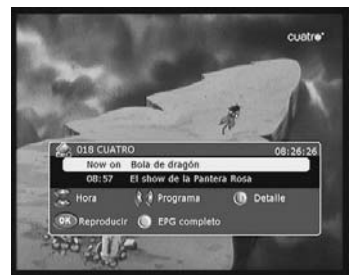 cuatro°
018 CUATRO 08:26:26
Now on Bola de dragón
08:57 El show de la Pantera Rosa
Hora Programa Detalle
OK Reproducir EPG completo